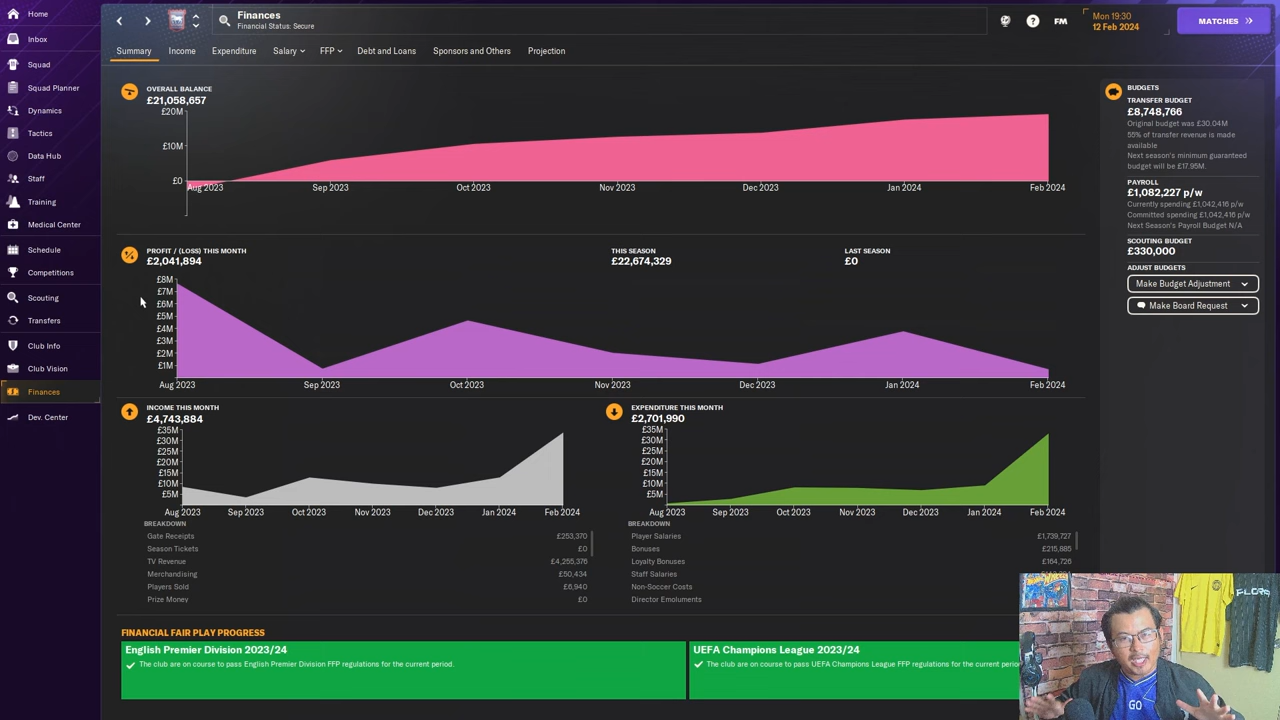 Home
Inbox
Squad
Squad Planner
Dynamics
Tactics
Data Hub
Staff
Training
Medical Center
Schedule
Competitions
Scouting
Transfers
Club Info
Club Vision
Finances
Dev. Center
Finances
Financial Status: Secure
FM
Mon 19:30
12 Feb 2024
MATCHES
Summary Income Expenditure Salary FFP Debt and Loans Sponsors and Others Projection
OVERALL BALANCE
£21,058,657
£20M
£10M
£0
Aug 2023 Sep 2023 Oct 2023 Nov 2023 Dec 2023 Jan 2024 Feb 2024
PROFIT / (LOSS) THIS MONTH
£2,041,894
THIS SEASON
£22,674,329
LAST SEASON
£0
£8M
£7M
£6M
£5M
£4M
£3M
£2M
£1M
Aug 2023 Sep 2023 Oct 2023 Nov 2023 Dec 2023 Jan 2024 Feb 2024
INCOME THIS MONTH
£4,743,884
£35M
£30M
£25M
£20M
£15M
£10M
£5M
Aug 2023 Sep 2023 Oct 2023 Nov 2023 Dec 2023 Jan 2024 Feb 2024
BREAKDOWN
Gate Receipts £253,370
Season Tickets £0
TV Revenue £4,255,376
Merchandising £50,434
Players Sold £6,940
Prize Money £0
EXPENDITURE THIS MONTH
£2,701,990
£35M
£30M
£25M
£20M
£15M
£10M
£5M
Aug 2023 Sep 2023 Oct 2023 Nov 2023 Dec 2023 Jan 2024 Feb 2024
BREAKDOWN
Player Salaries £1,739,727
Bonuses £215,885
Loyalty Bonuses £164,726
Staff Salaries
Non-Soccer Costs
Director Emoluments
FINANCIAL FAIR PLAY PROGRESS
English Premier Division 2023/24
The club are on course to pass English Premier Division FFP regulations for the current period.
UEFA Champions League 2023/24
The club are on course to pass UEFA Champions League FFP regulations for the current perio
BUDGETS
TRANSFER BUDGET
£8,748,766
Original budget was £30.04M
55% of transfer revenue is made
available
Next season's minimum guaranteed
budget will be £17.95M.
PAYROLL
£1,082,227 p/w
Currently spending £1,042,416 p/w
Committed spending £1,042,416 p/w
Next Season's Payroll Budget N/A
SCOUTING BUDGET
£330,000
ADJUST BUDGETS
Make Budget Adjustment
Make Board Request
FLORA
GO